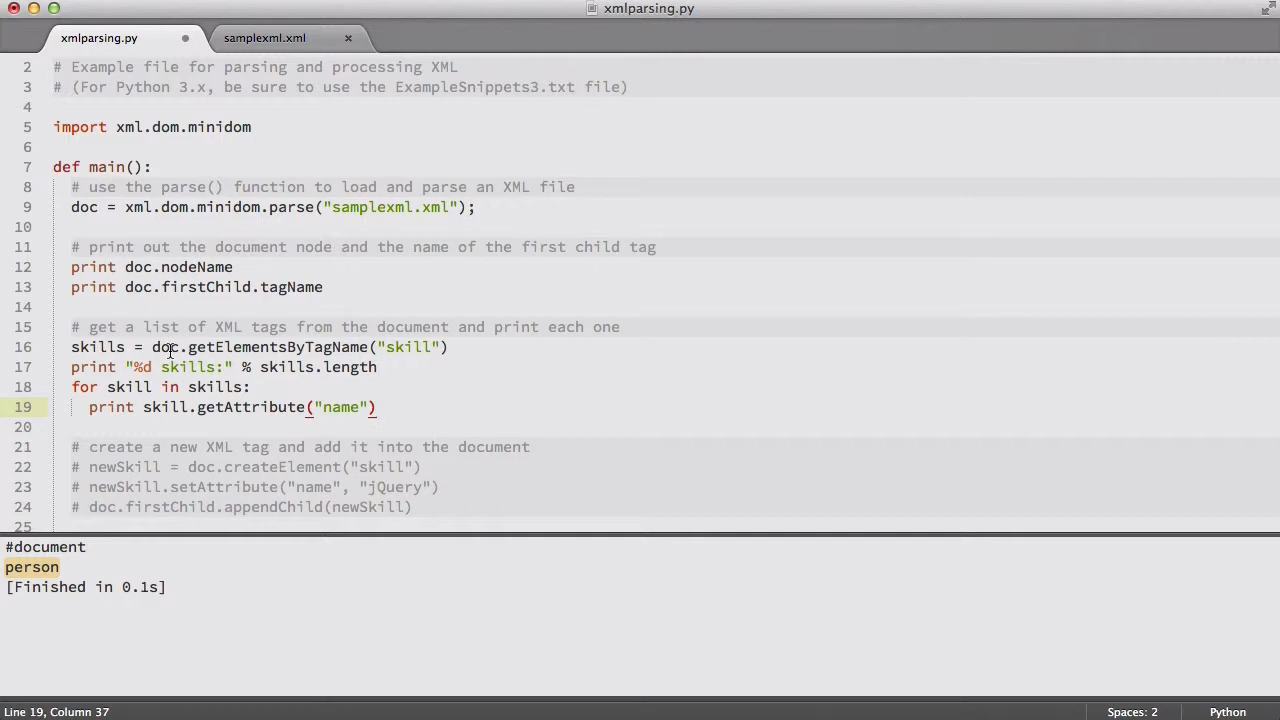 xmlparsing.py
xmlparsing.py samplexml.xml ×
2 # Example file for parsing and processing XML
3 # (For Python 3.x, be sure to use the ExampleSnippets3.txt file)
4
5 import xml.dom.minidom
6
7 def main():
8 # use the parse() function to load and parse an XML file
9 doc = xml.dom.minidom.parse("samplexml.xml");
10
11 # print out the document node and the name of the first child tag
12 print doc.nodeName
13 print doc.firstChild.tagName
14
15 # get a list of XML tags from the document and print each one
16 skills = doc.getElementsByTagName("skill")
17 print "%d skills:" % skills.length
18 for skill in skills:
19 print skill.getAttribute("name")
20
21 # create a new XML tag and add it into the document
22 # newSkill = doc.createElement("skill")
23 # newSkill.setAttribute("name", "jQuery")
24 # doc.firstChild.appendChild(newSkill)
25
#document
person
[Finished in 0.1s]
Line 19, Column 37 Spaces: 2 Python